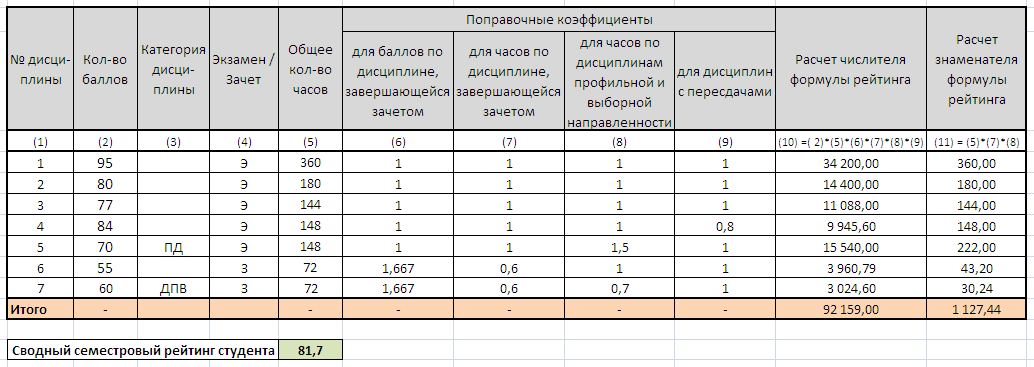 Поправочные коэффициенты
№ дисци-плины | Кол-во баллов | Категория дисци-плины | Экзамен / Зачет | Общее кол-во часов | для баллов по дисциплине, завершающейся зачетом | для часов по дисциплине, завершающейся зачетом | для часов по дисциплинам профильной и выборной направленности | для дисциплин с пересдачами | Расчет числителя формулы рейтинга | Расчет знаменателя формулы рейтинга
(1) (2) (3) (4) (5) (6) (7) (8) (9) (10) =( 2)*(5)*(6)*(7)*(8)*(9) (11) = (5)*(7)*(8)
1 95 Э 360 1 1 1 1 34 200,00 360,00
2 80 Э 180 1 1 1 1 14 400,00 180,00
3 77 Э 144 1 1 1 1 11 088,00 144,00
4 84 Э 148 1 1 1 0,8 9 945,60 148,00
5 70 ПД Э 148 1 1 1,5 1 15 540,00 222,00
6 55 З 72 1,667 0,6 1 1 3 960,79 43,20
7 60 ДПВ З 72 1,667 0,6 0,7 1 3 024,60 30,24
Итого - - - - - - - 92 159,00 1 127,44
Сводный семестровый рейтинг студента 81,7